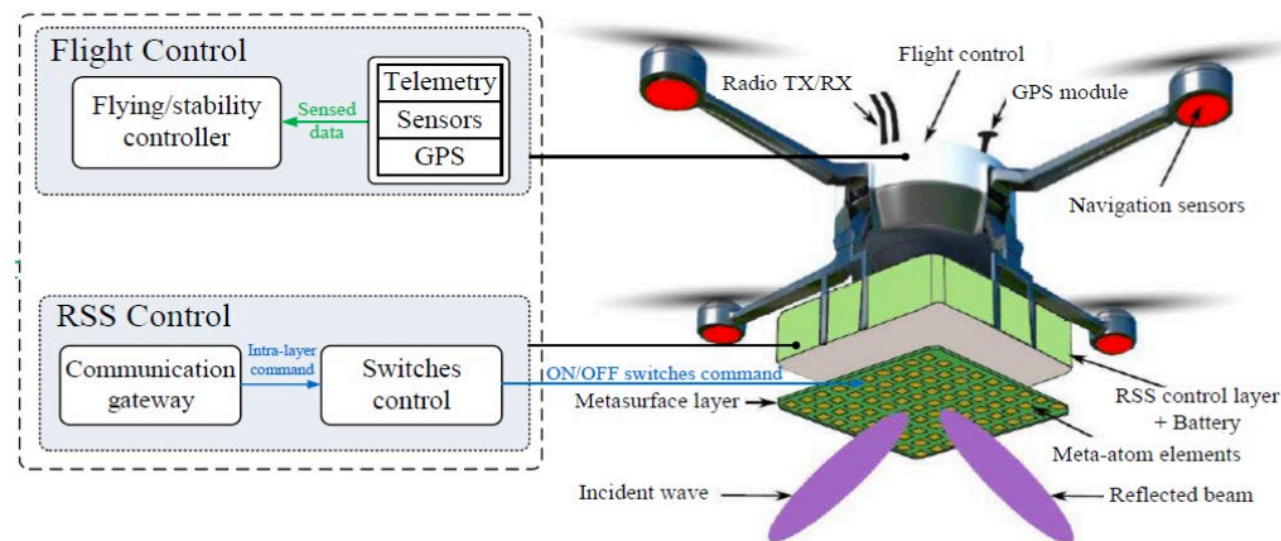 Flight Control
Flying/stability
controller
Sensed
data
Telemetry
Sensors
GPS
RSS Control
Communication
gateway
Intra-layer
command
Switches
control
ON/OFF switches command
Radio TX/RX
Flight control
GPS module
Navigation sensors
Metasurface layer
RSS control layer
+ Battery
Meta-atom elements
Incident wave
Reflected beam